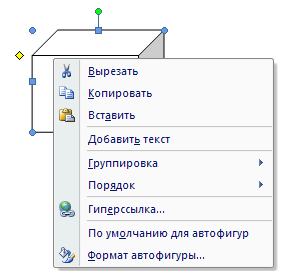 Вырезать
Копировать
Вставить
Добавить текст
Группировка
Порядок
Гиперссылка...
По умолчанию для автофигур
Формат автофигуры...